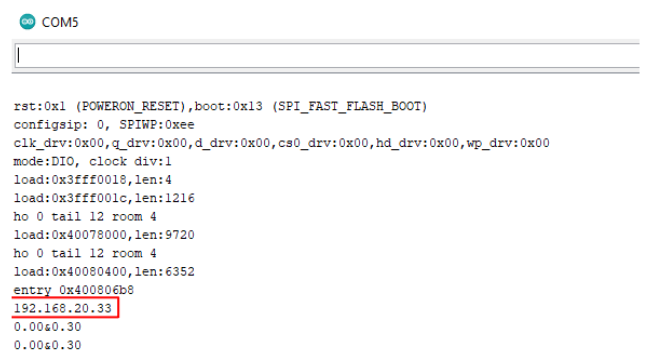 COM5
rst:0x1 (POWERON_RESET),boot:0x13 (SPI_FAST_FLASH_BOOT)
configsip: 0, SPIWP:0xee
clk_drv:0x00,q_drv:0x00,d_drv:0x00,cs0_drv:0x00,hd_drv:0x00,wp_drv:0x00
mode:DIO, clock div:1
load:0x3fff0018,len:4
load:0x3fff001c,len:1216
ho 0 tail 12 room 4
load:0x40078000,len:9720
ho 0 tail 12 room 4
load:0x40080400,len:6352
entry 0x400806b8
192.168.20.33
0.00&0.30
0.00&0.30